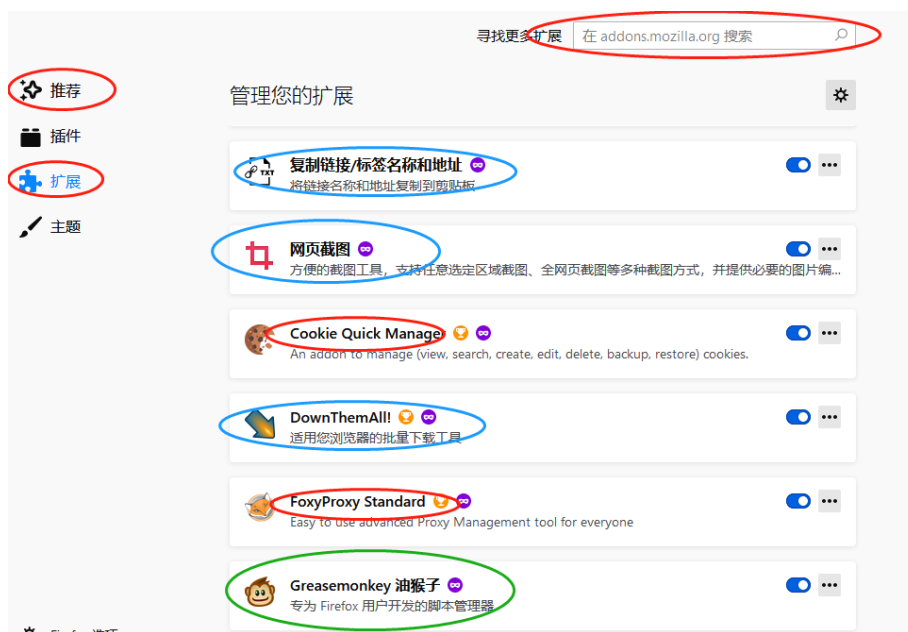 寻找更多扩展
在 addons.mozilla.org 搜索
推荐
插件
扩展
主题
管理您的扩展
复制链接/标签名称和地址
将链接名称和地址复制到剪贴板
网页截图
方便的截图工具，支持任意选定区域截图、全网页截图等多种截图方式，并提供必要的图片编...
Cookie Quick Manager
An addon to manage (view, search, create, edit, delete, backup, restore) cookies.
DownThemAll!
适用您浏览器的批量下载工具
FoxyProxy Standard
Easy to use advanced Proxy Management tool for everyone
Greasemonkey 油猴子
专为 Firefox 用户开发的脚本管理器